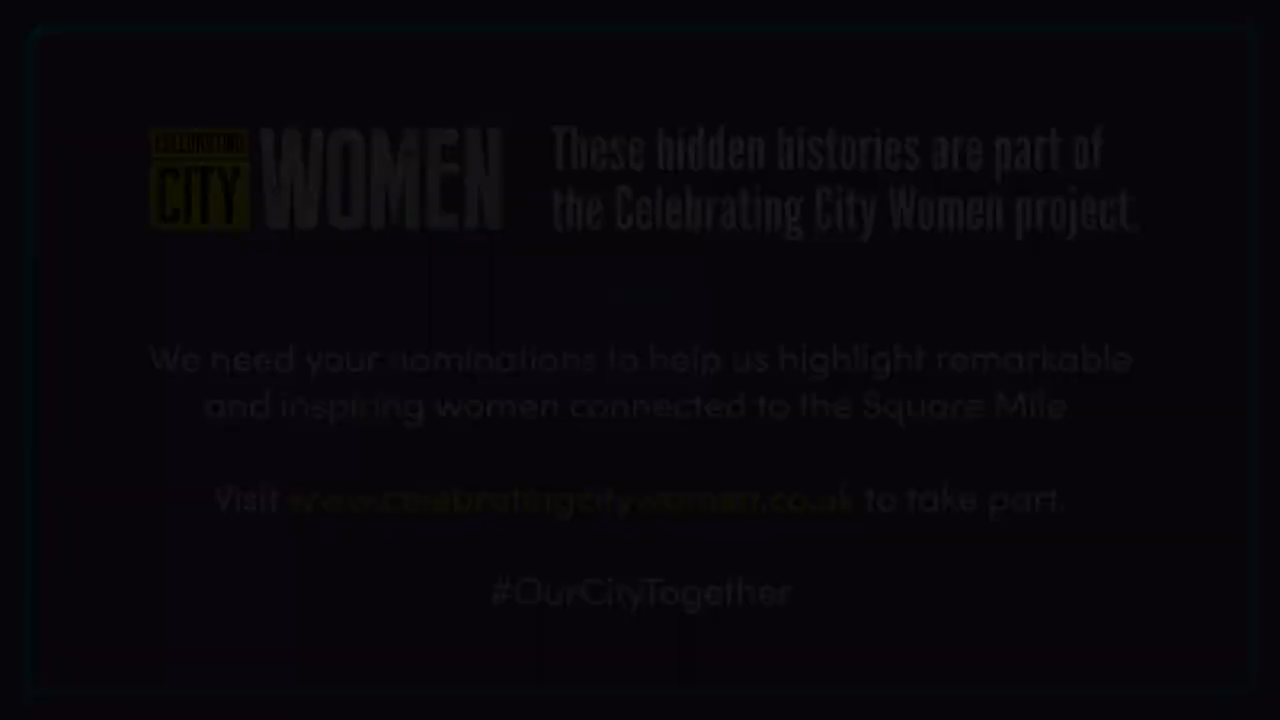 CELEBRATING
CITY WOMEN
These hidden histories are part of
the Celebrating City Women project.
We need your nominations to help us highlight remarkable
and inspiring women connected to the Square Mile
Visit www.celebratingcitywomen.co.uk to take part.
#OurCityTogether